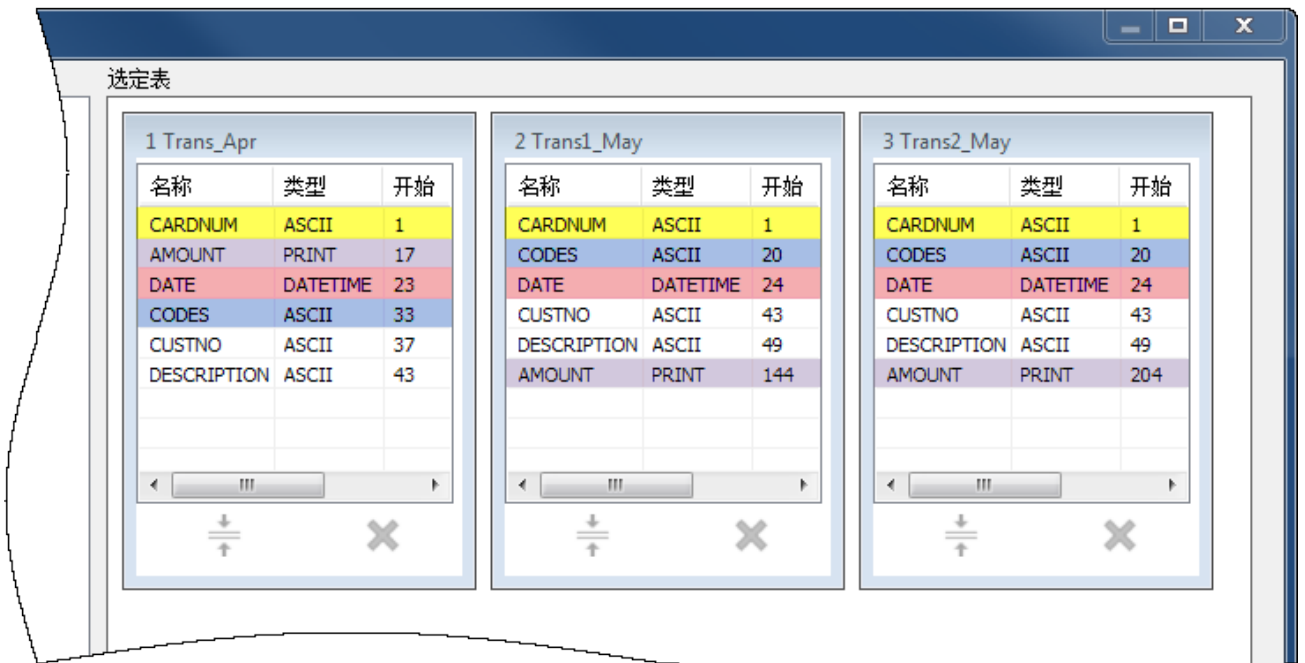 选定表
1 Trans_Apr
名称 类型 开始
CARDNUM ASCII 1
AMOUNT PRINT 17
DATE DATETIME 23
CODES ASCII 33
CUSTNO ASCII 37
DESCRIPTION ASCII 43
2 Trans1_May
名称 类型 开始
CARDNUM ASCII 1
CODES ASCII 20
DATE DATETIME 24
CUSTNO ASCII 43
DESCRIPTION ASCII 49
AMOUNT PRINT 144
3 Trans2_May
名称 类型 开始
CARDNUM ASCII 1
CODES ASCII 20
DATE DATETIME 24
CUSTNO ASCII 43
DESCRIPTION ASCII 49
AMOUNT PRINT 204